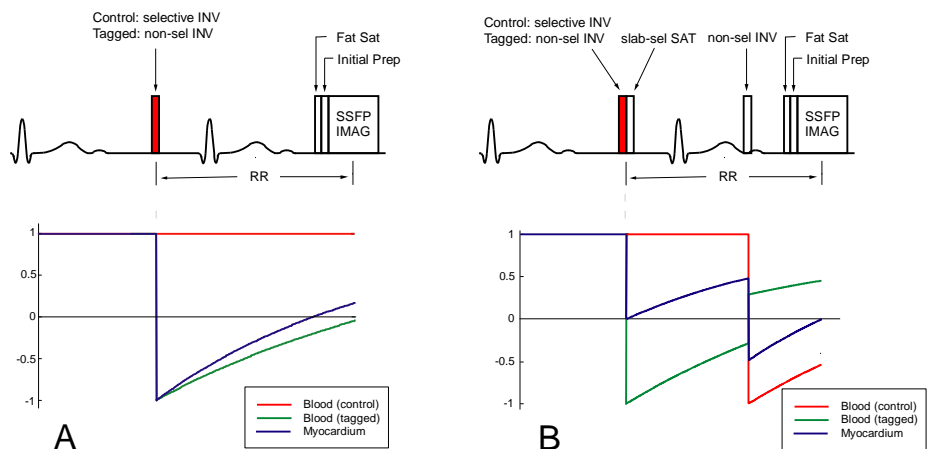 Control: selective INV
Tagged: non-sel INV
Fat Sat
Initial Prep
SSFP
IMAG
RR
1
0.5
0
-0.5
-1
Blood (control)
Blood (tagged)
Myocardium
A
Control: selective INV
Tagged: non-sel INV
slab-sel SAT
non-sel INV
Fat Sat
Initial Prep
SSFP
IMAG
RR
1
0.5
0
-0.5
-1
Blood (control)
Blood (tagged)
Myocardium
B